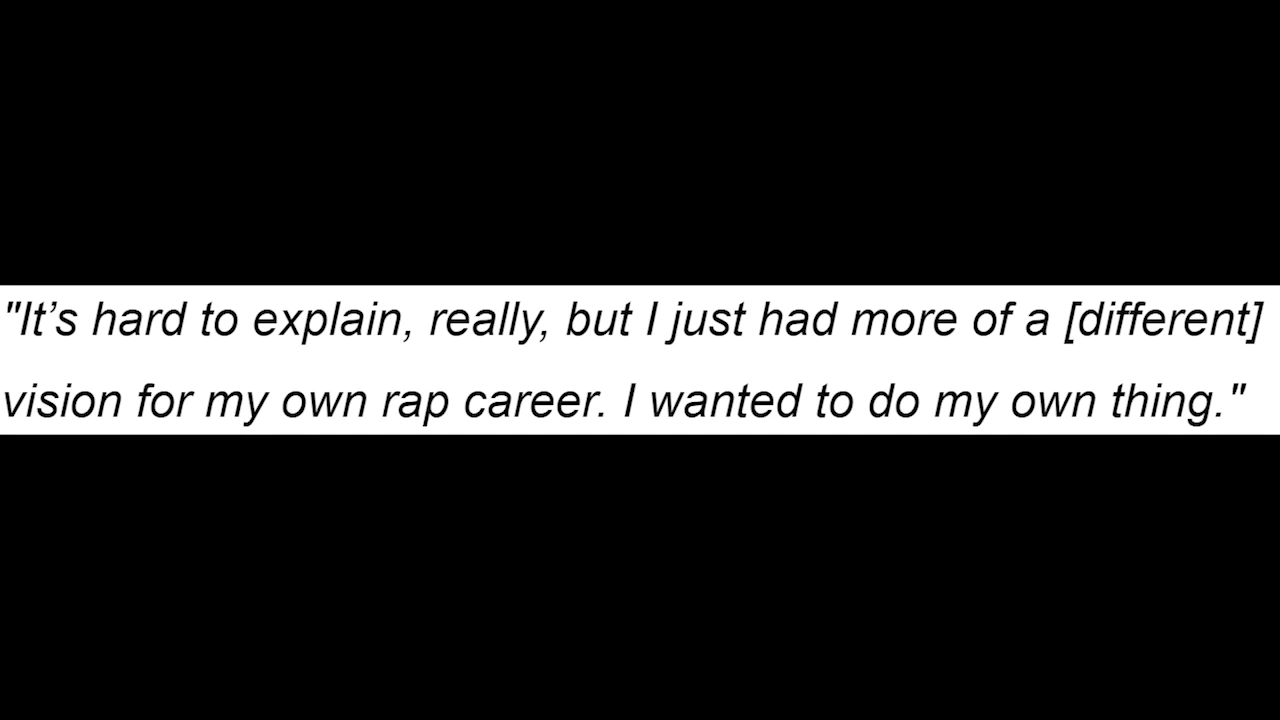 "It’s hard to explain, really, but I just had more of a [different]
vision for my own rap career. I wanted to do my own thing."